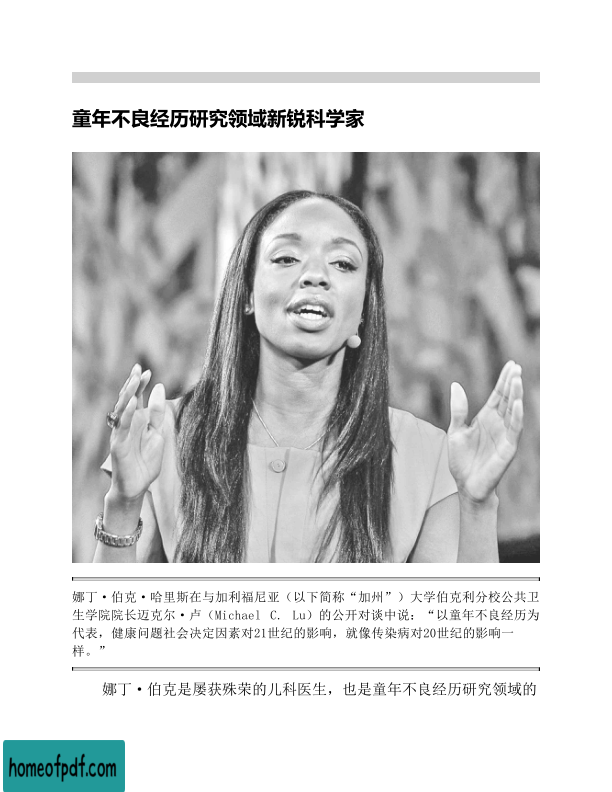 童年不良经历研究领域新锐科学家
娜丁·伯克·哈里斯在与加利福尼亚（以下简称“加州”）大学伯克利分校公共卫
生学院院长迈克尔·卢（Michael C. Lu）的公开对谈中说：“以童年不良经历为
代表，健康问题社会决定因素对21世纪的影响，就像传染病对20世纪的影响一
样。”
娜丁·伯克是屡获殊荣的儿科医生，也是童年不良经历研究领域的
homeofpdf.com